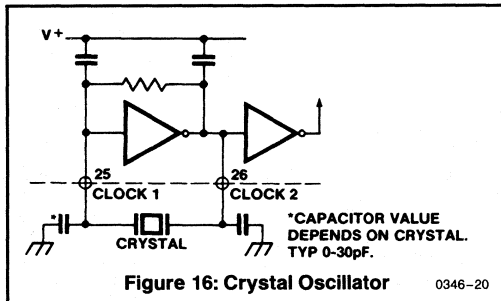 V+
25
CLOCK 1
26
CLOCK 2
*
CRYSTAL
*CAPACITOR VALUE
DEPENDS ON CRYSTAL.
TYP 0-30pF.
Figure 16: Crystal Oscillator
0346-20